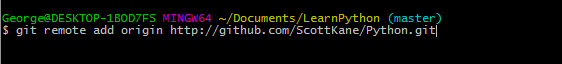 George@DESKTOP-1BOD7FS MINGW64 ~/Documents/LearnPython (master)
$ git remote add origin http://github.com/ScottKane/Python.git